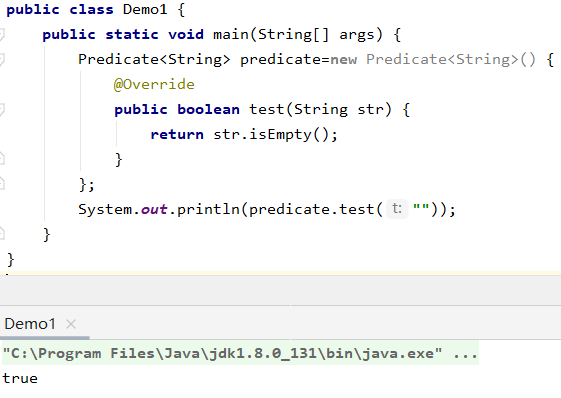 public class Demo1 {
    public static void main(String[] args) {
        Predicate<String> predicate=new Predicate<String>() {
            @Override
            public boolean test(String str) {
                return str.isEmpty();
            }
        };
        System.out.println(predicate.test( t: ""));
    }
}
Demo1 ×
"C:\Program Files\Java\jdk1.8.0_131\bin\java.exe" ...
true